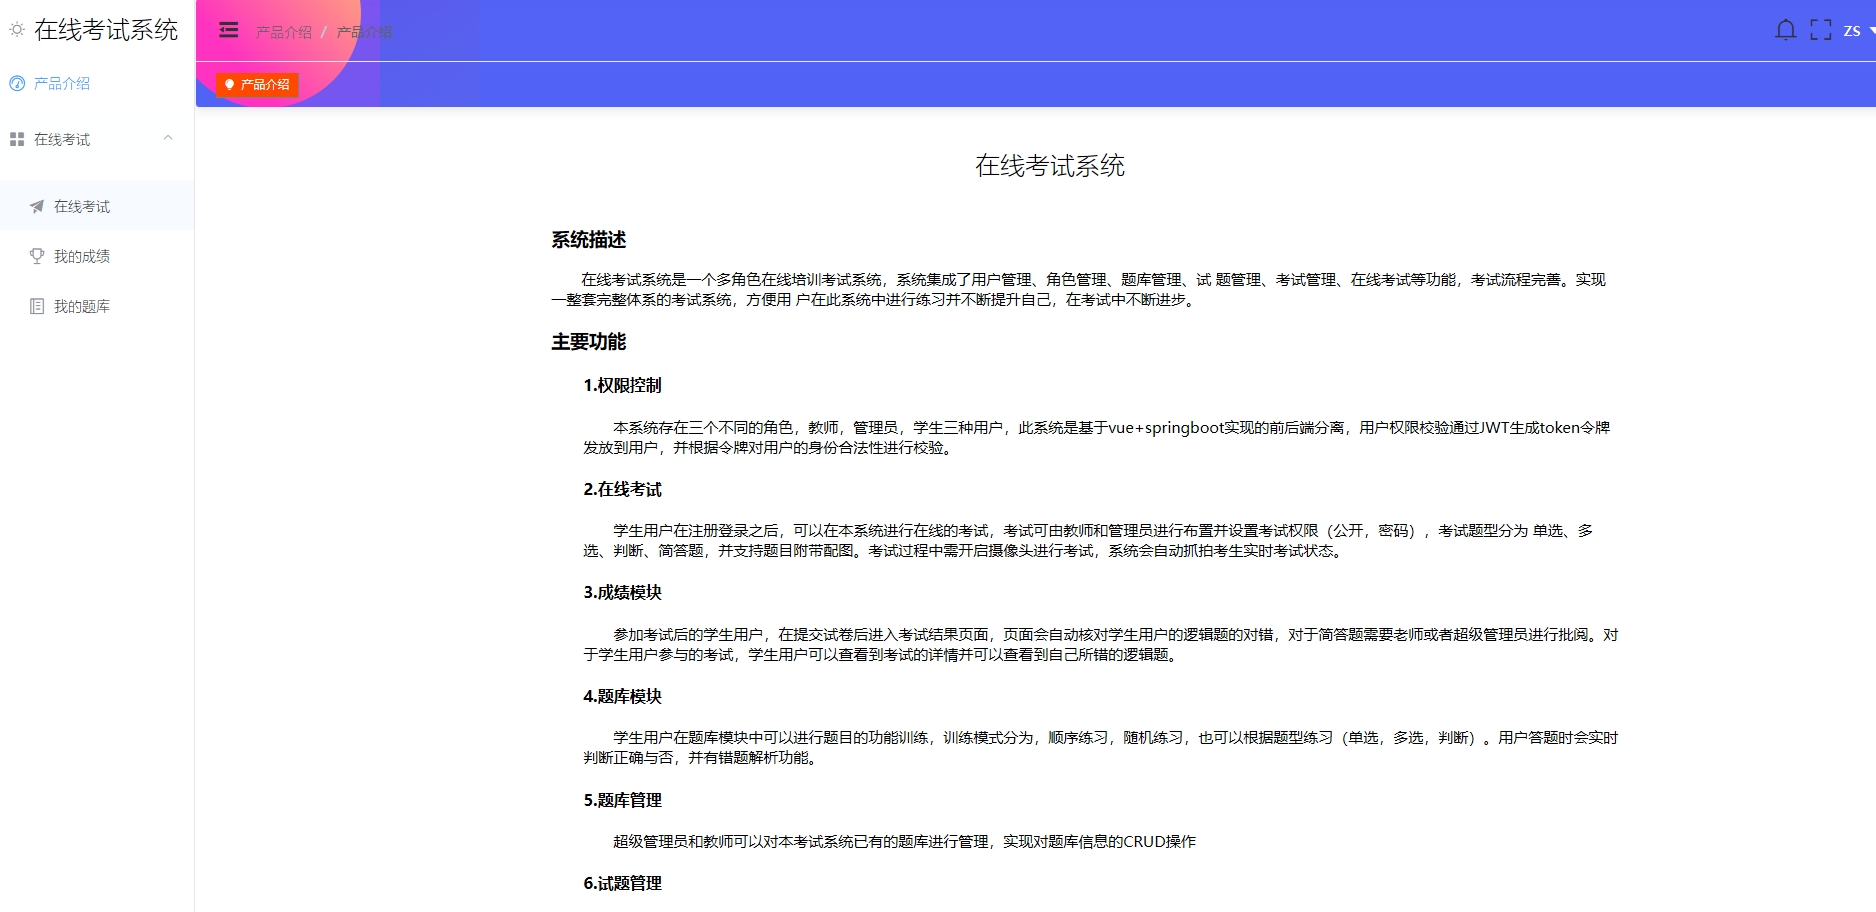 在线考试系统
产品介绍
在线考试
在线考试
我的成绩
我的题库
产品介绍 / 产品介绍
ZS
产品介绍
在线考试系统
系统描述
在线考试系统是一个多角色在线培训考试系统，系统集成了用户管理、角色管理、题库管理、试 题管理、考试管理、在线考试等功能，考试流程完善。实现
一整套完整体系的考试系统，方便用 户在此系统中进行练习并不断提升自己，在考试中不断进步。
主要功能
1.权限控制
本系统存在三个不同的角色，教师，管理员，学生三种用户，此系统是基于vue+springboot实现的前后端分离，用户权限校验通过JWT生成token令牌
发放到用户，并根据令牌对用户的身份合法性进行校验。
2.在线考试
学生用户在注册登录之后，可以在本系统进行在线的考试，考试可由教师和管理员进行布置并设置考试权限（公开，密码），考试题型分为 单选、多
选、判断、简答题，并支持题目附带配图。考试过程中需开启摄像头进行考试，系统会自动抓拍考生实时考试状态。
3.成绩模块
参加考试后的学生用户，在提交试卷后进入考试结果页面，页面会自动核对学生用户的逻辑题的对错，对于简答题需要老师或者超级管理员进行批阅。对
于学生用户参与的考试，学生用户可以查看到考试的详情并可以查看到自己所错的逻辑题。
4.题库模块
学生用户在题库模块中可以进行题目的功能训练，训练模式分为，顺序练习，随机练习，也可以根据题型练习（单选，多选，判断）。用户答题时会实时
判断正确与否，并有错题解析功能。
5.题库管理
超级管理员和教师可以对本考试系统已有的题库进行管理，实现对题库信息的CRUD操作
6.试题管理